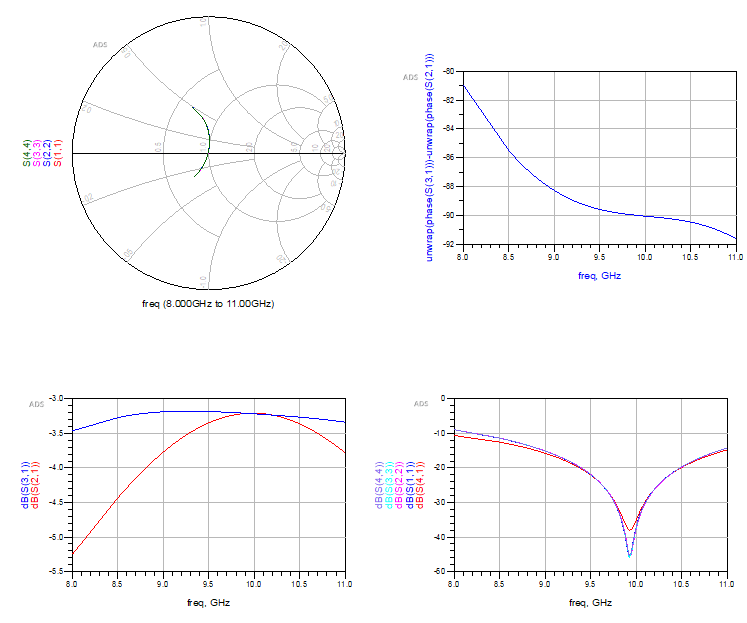 ADS
S(4,4)
S(3,3)
S(2,2)
S(1,1)
freq (8.000GHz to 11.00GHz)
ADS
unwrap(phase(S(3,1)))-unwrap(phase(S(2,1)))
-80
-82
-84
-86
-88
-90
-92
8.0 8.5 9.0 9.5 10.0 10.5 11.0
freq, GHz
ADS
dB(S(3,1))
dB(S(2,1))
-3.0
-3.5
-4.0
-4.5
-5.0
-5.5
8.0 8.5 9.0 9.5 10.0 10.5 11.0
freq, GHz
ADS
dB(S(4,4))
dB(S(3,3))
dB(S(2,2))
dB(S(1,1))
dB(S(4,1))
0
-10
-20
-30
-40
-50
-60
8.0 8.5 9.0 9.5 10.0 10.5 11.0
freq, GHz